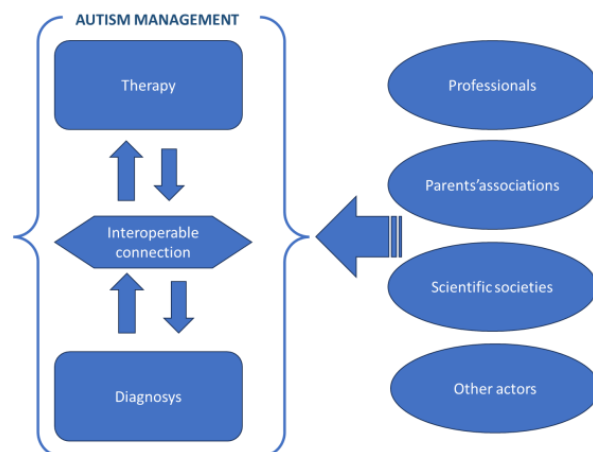 AUTISM MANAGEMENT
Therapy
Interoperable
connection
Diagnosys
Professionals
Parents'associations
Scientific societies
Other actors